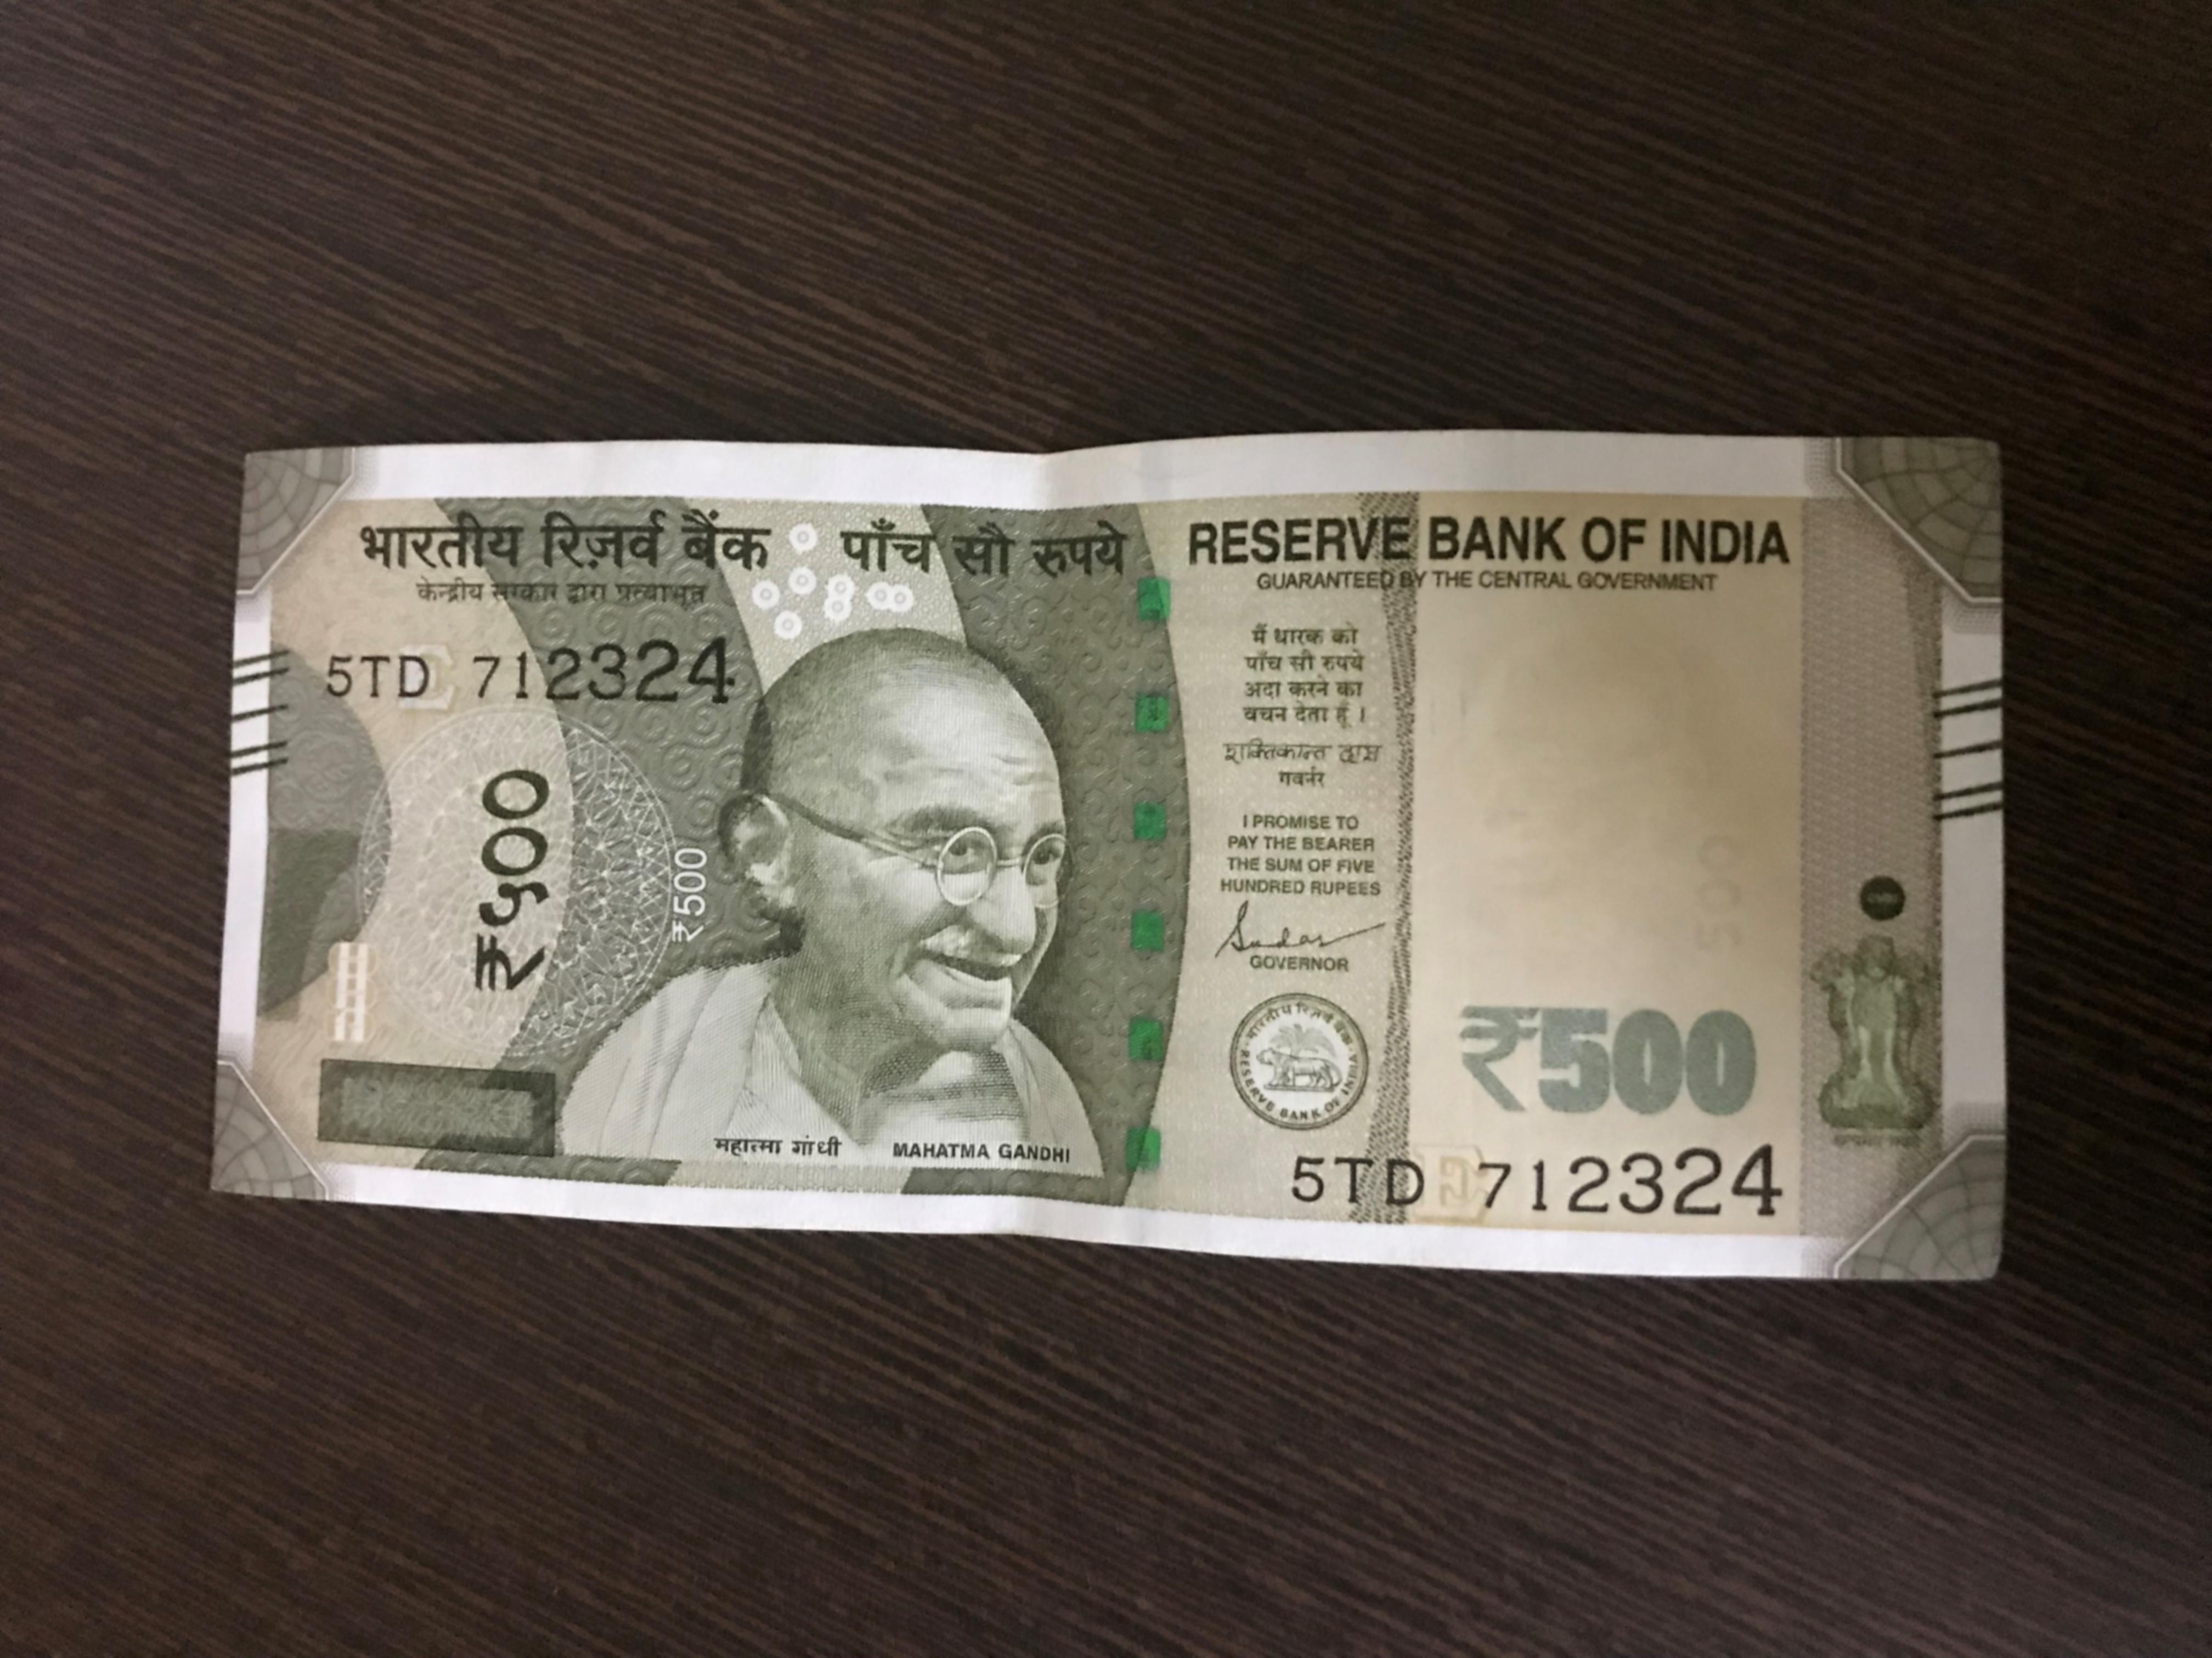 भारतीय रिज़र्व बैंक पाँच सौ रुपये
केन्द्रीय सरकार द्वारा प्रत्याभूत
5TD 712324
₹५००
₹500
महात्मा गांधी MAHATMA GANDHI
RESERVE BANK OF INDIA
GUARANTEED BY THE CENTRAL GOVERNMENT
मैं धारक को
पाँच सौ रुपये
अदा करने का
वचन देता हूँ ।
शक्तिकान्त दास
गवर्नर
I PROMISE TO
PAY THE BEARER
THE SUM OF FIVE
HUNDRED RUPEES
GOVERNOR
भारतीय रिज़र्व बैंक
RESERVE BANK OF INDIA
₹500
5TD 712324